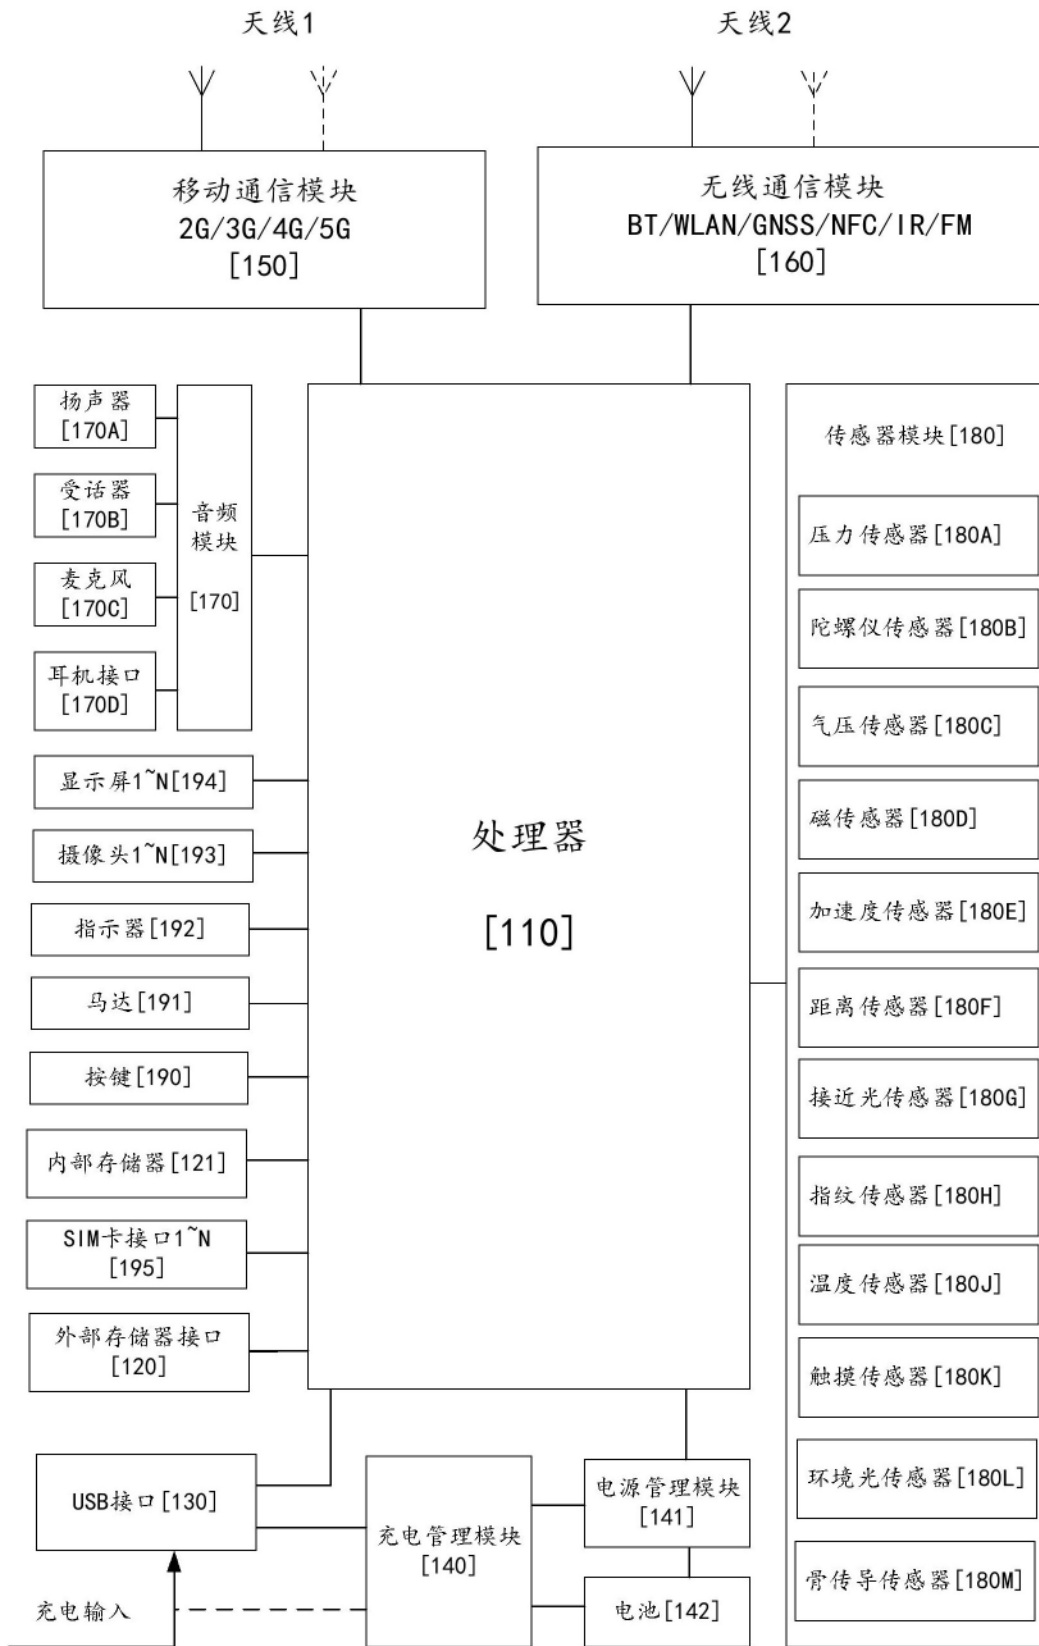 天线1
天线2
移动通信模块
2G/3G/4G/5G
[150]
无线通信模块
BT/WLAN/GNSS/NFC/IR/FM
[160]
扬声器
[170A]
受话器
[170B]
麦克风
[170C]
耳机接口
[170D]
音频
模块
[170]
显示屏1~N[194]
摄像头1~N[193]
指示器[192]
马达[191]
按键[190]
内部存储器[121]
SIM卡接口1~N
[195]
外部存储器接口
[120]
处理器
[110]
传感器模块[180]
压力传感器[180A]
陀螺仪传感器[180B]
气压传感器[180C]
磁传感器[180D]
加速度传感器[180E]
距离传感器[180F]
接近光传感器[180G]
指纹传感器[180H]
温度传感器[180J]
触摸传感器[180K]
环境光传感器[180L]
骨传导传感器[180M]
USB接口[130]
充电输入
充电管理模块
[140]
电源管理模块
[141]
电池[142]